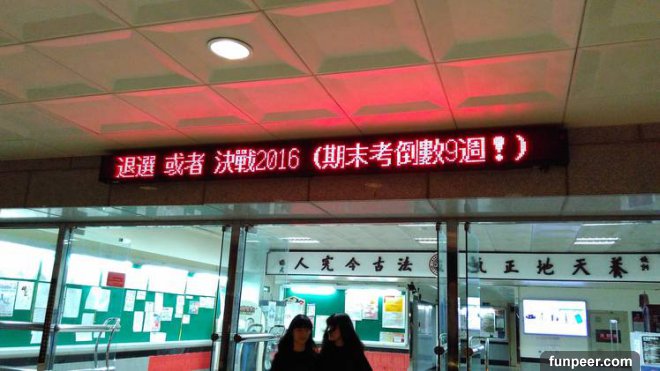 退選 或者 決戰2016 (期末考倒數9週!)
養天地正氣 法古今完人
funpeer.com